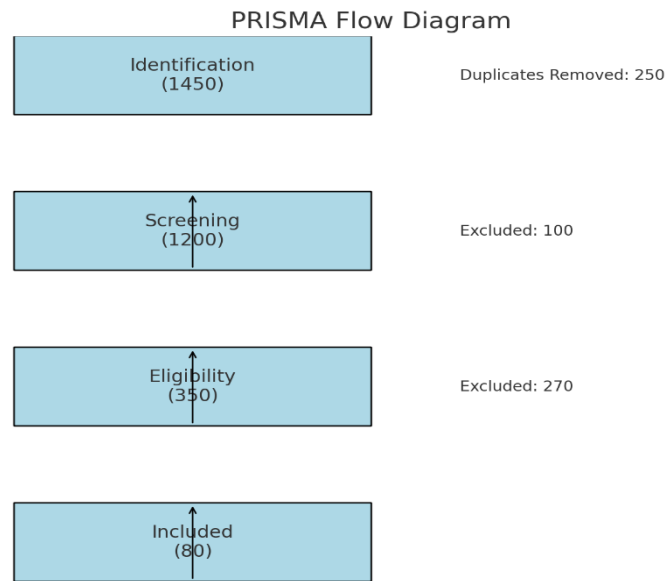 PRISMA Flow Diagram
Identification
(1450)
Duplicates Removed: 250
Screening
(1200)
Excluded: 100
Eligibility
(350)
Excluded: 270
Included
(80)